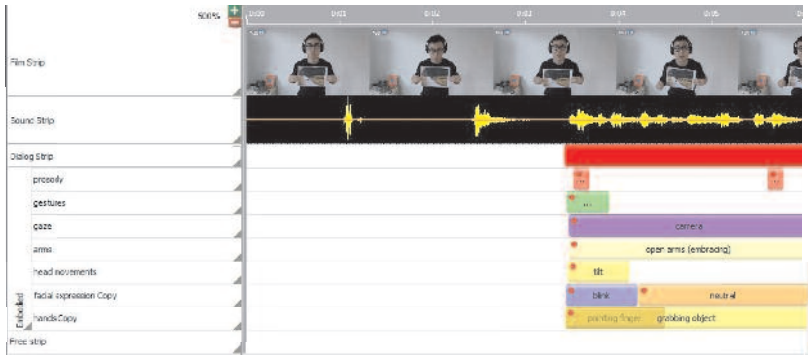 500%
0:00 0:01 0:02 0:03 0:04 0:05
Film Strip
Sound Strip
Dialog Strip
prosody
gestures
...
gaze
camera
arms
open arms (embracing)
head movements
tilt
Embedded
facial expression Copy
blink
neutral
handsCopy
pointing finger
grabbing object
Free strip